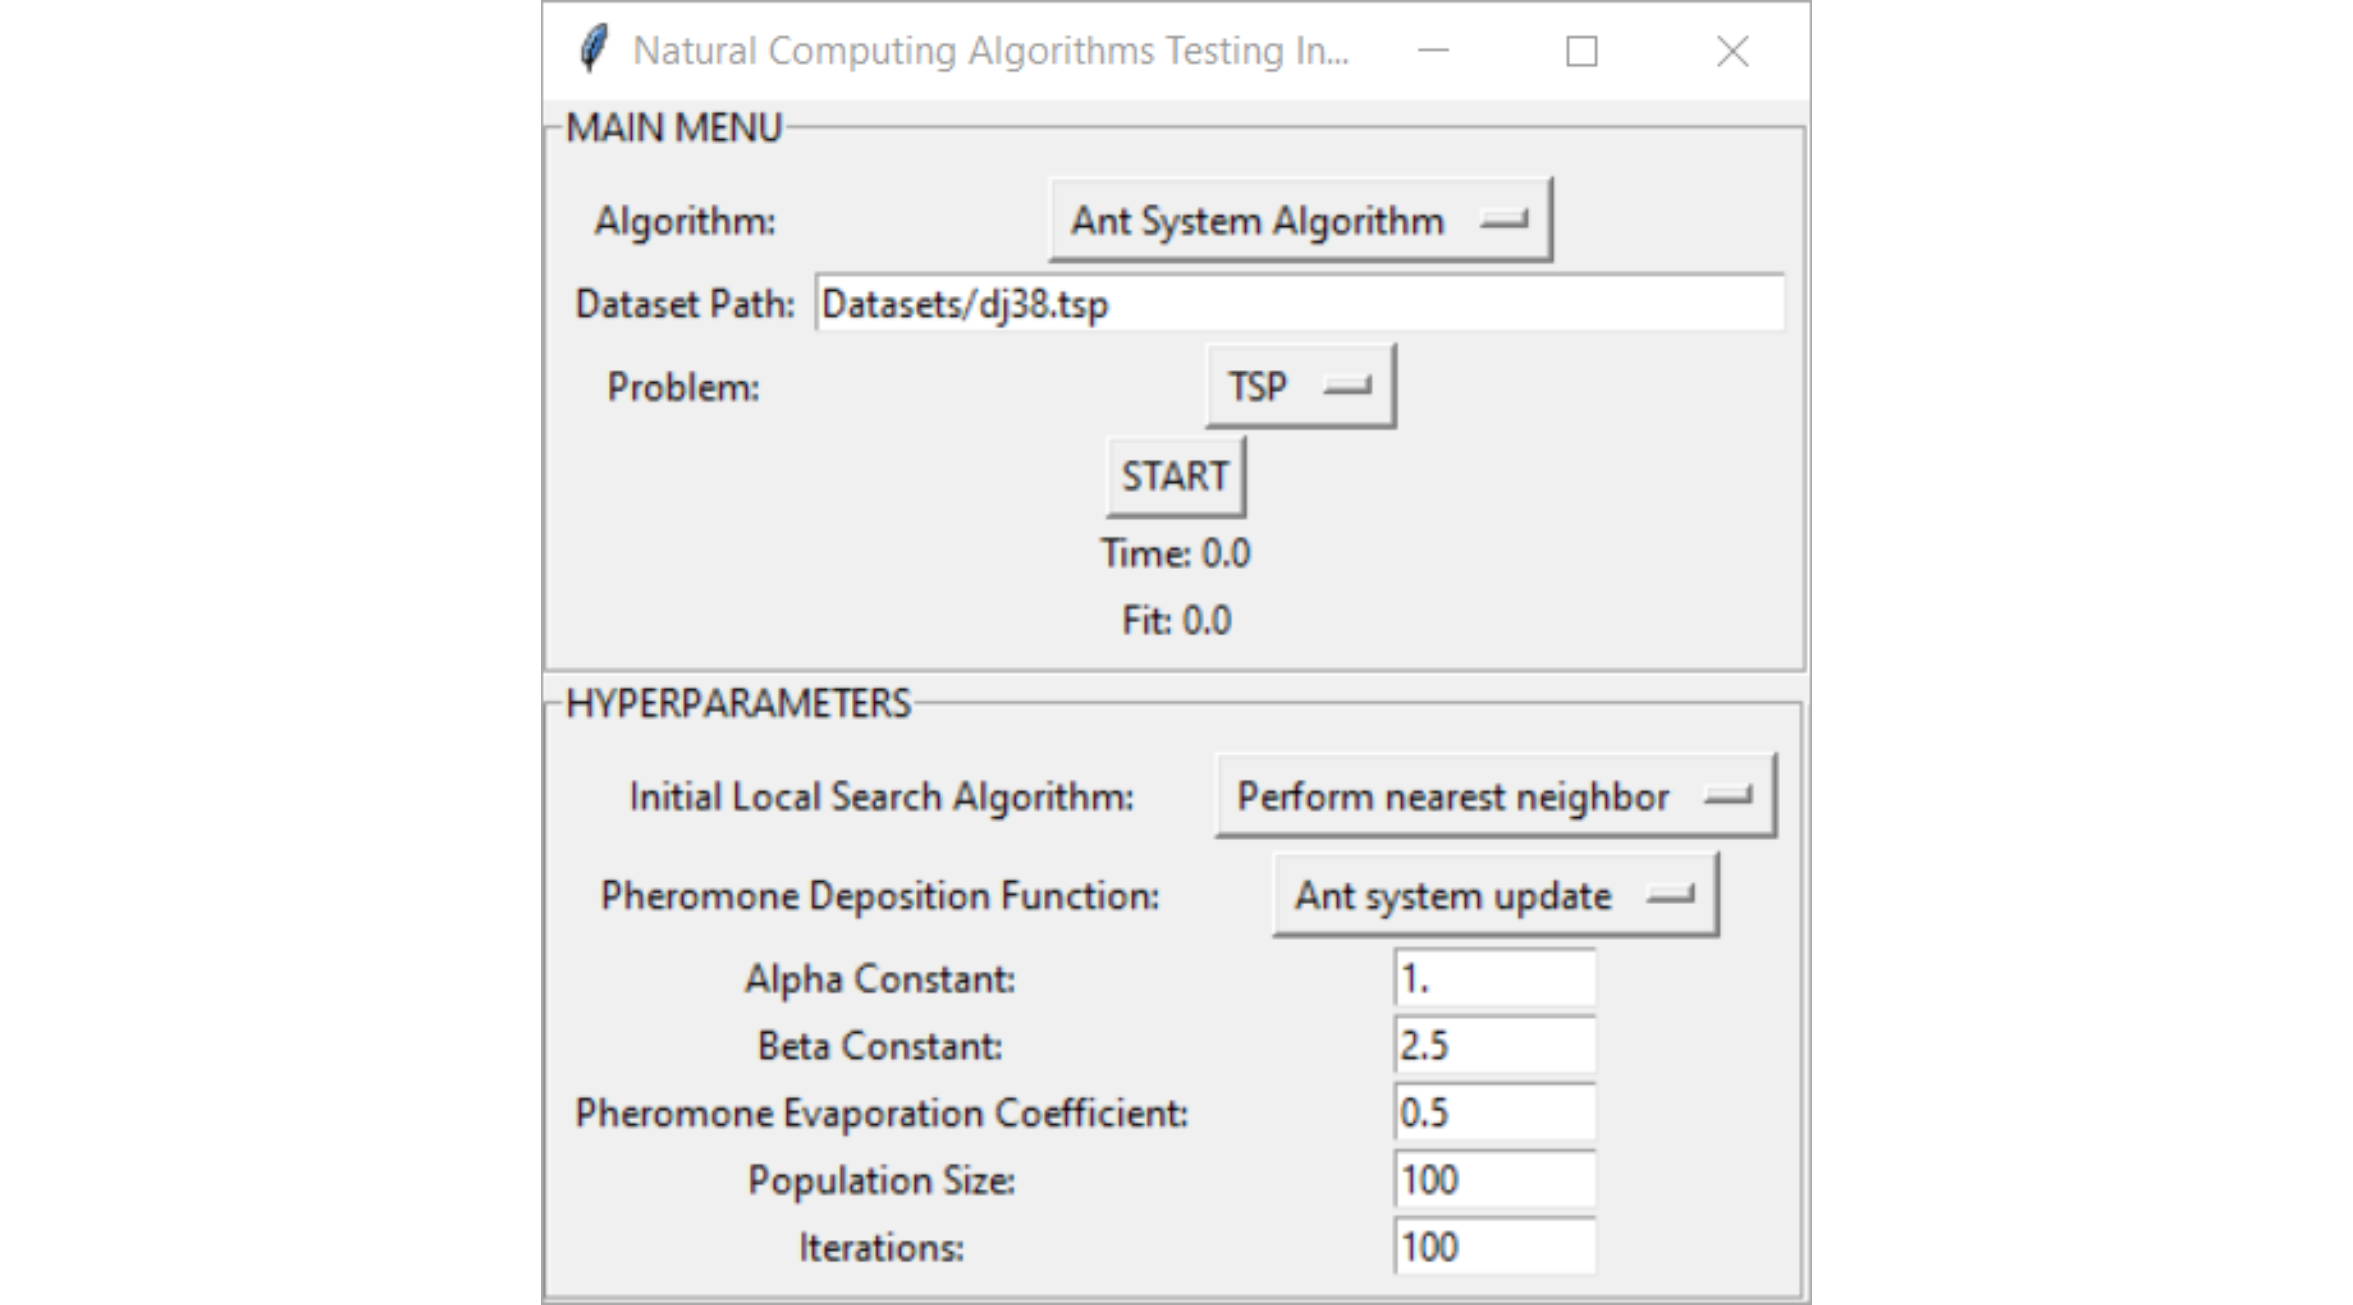 Natural Computing Algorithms Testing In...
MAIN MENU
Algorithm: Ant System Algorithm
Dataset Path: Datasets/dj38.tsp
Problem: TSP
START
Time: 0.0
Fit: 0.0
HYPERPARAMETERS
Initial Local Search Algorithm: Perform nearest neighbor
Pheromone Deposition Function: Ant system update
Alpha Constant: 1.
Beta Constant: 2.5
Pheromone Evaporation Coefficient: 0.5
Population Size: 100
Iterations: 100